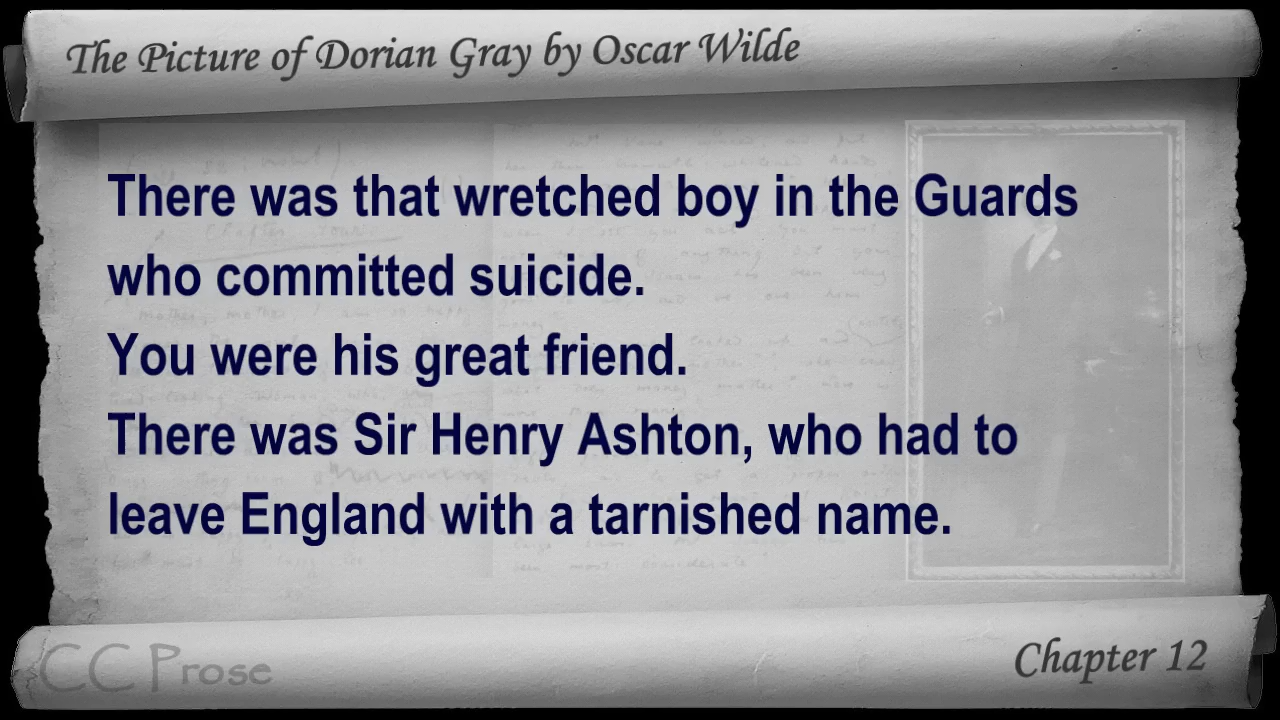 The Picture of Dorian Gray by Oscar Wilde
There was that wretched boy in the Guards
who committed suicide.
You were his great friend.
There was Sir Henry Ashton, who had to
leave England with a tarnished name.
CC Prose
Chapter 12